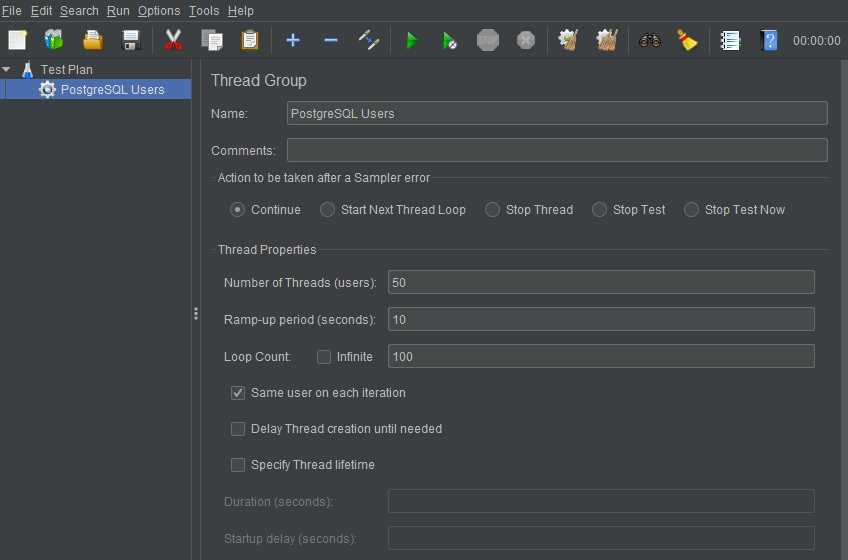 File Edit Search Run Options Tools Help
STOP 00:00:00
Test Plan
PostgreSQL Users
Thread Group
Name: PostgreSQL Users
Comments:
Action to be taken after a Sampler error
Continue Start Next Thread Loop Stop Thread Stop Test Stop Test Now
Thread Properties
Number of Threads (users): 50
Ramp-up period (seconds): 10
Loop Count: Infinite 100
Same user on each iteration
Delay Thread creation until needed
Specify Thread lifetime
Duration (seconds):
Startup delay (seconds):